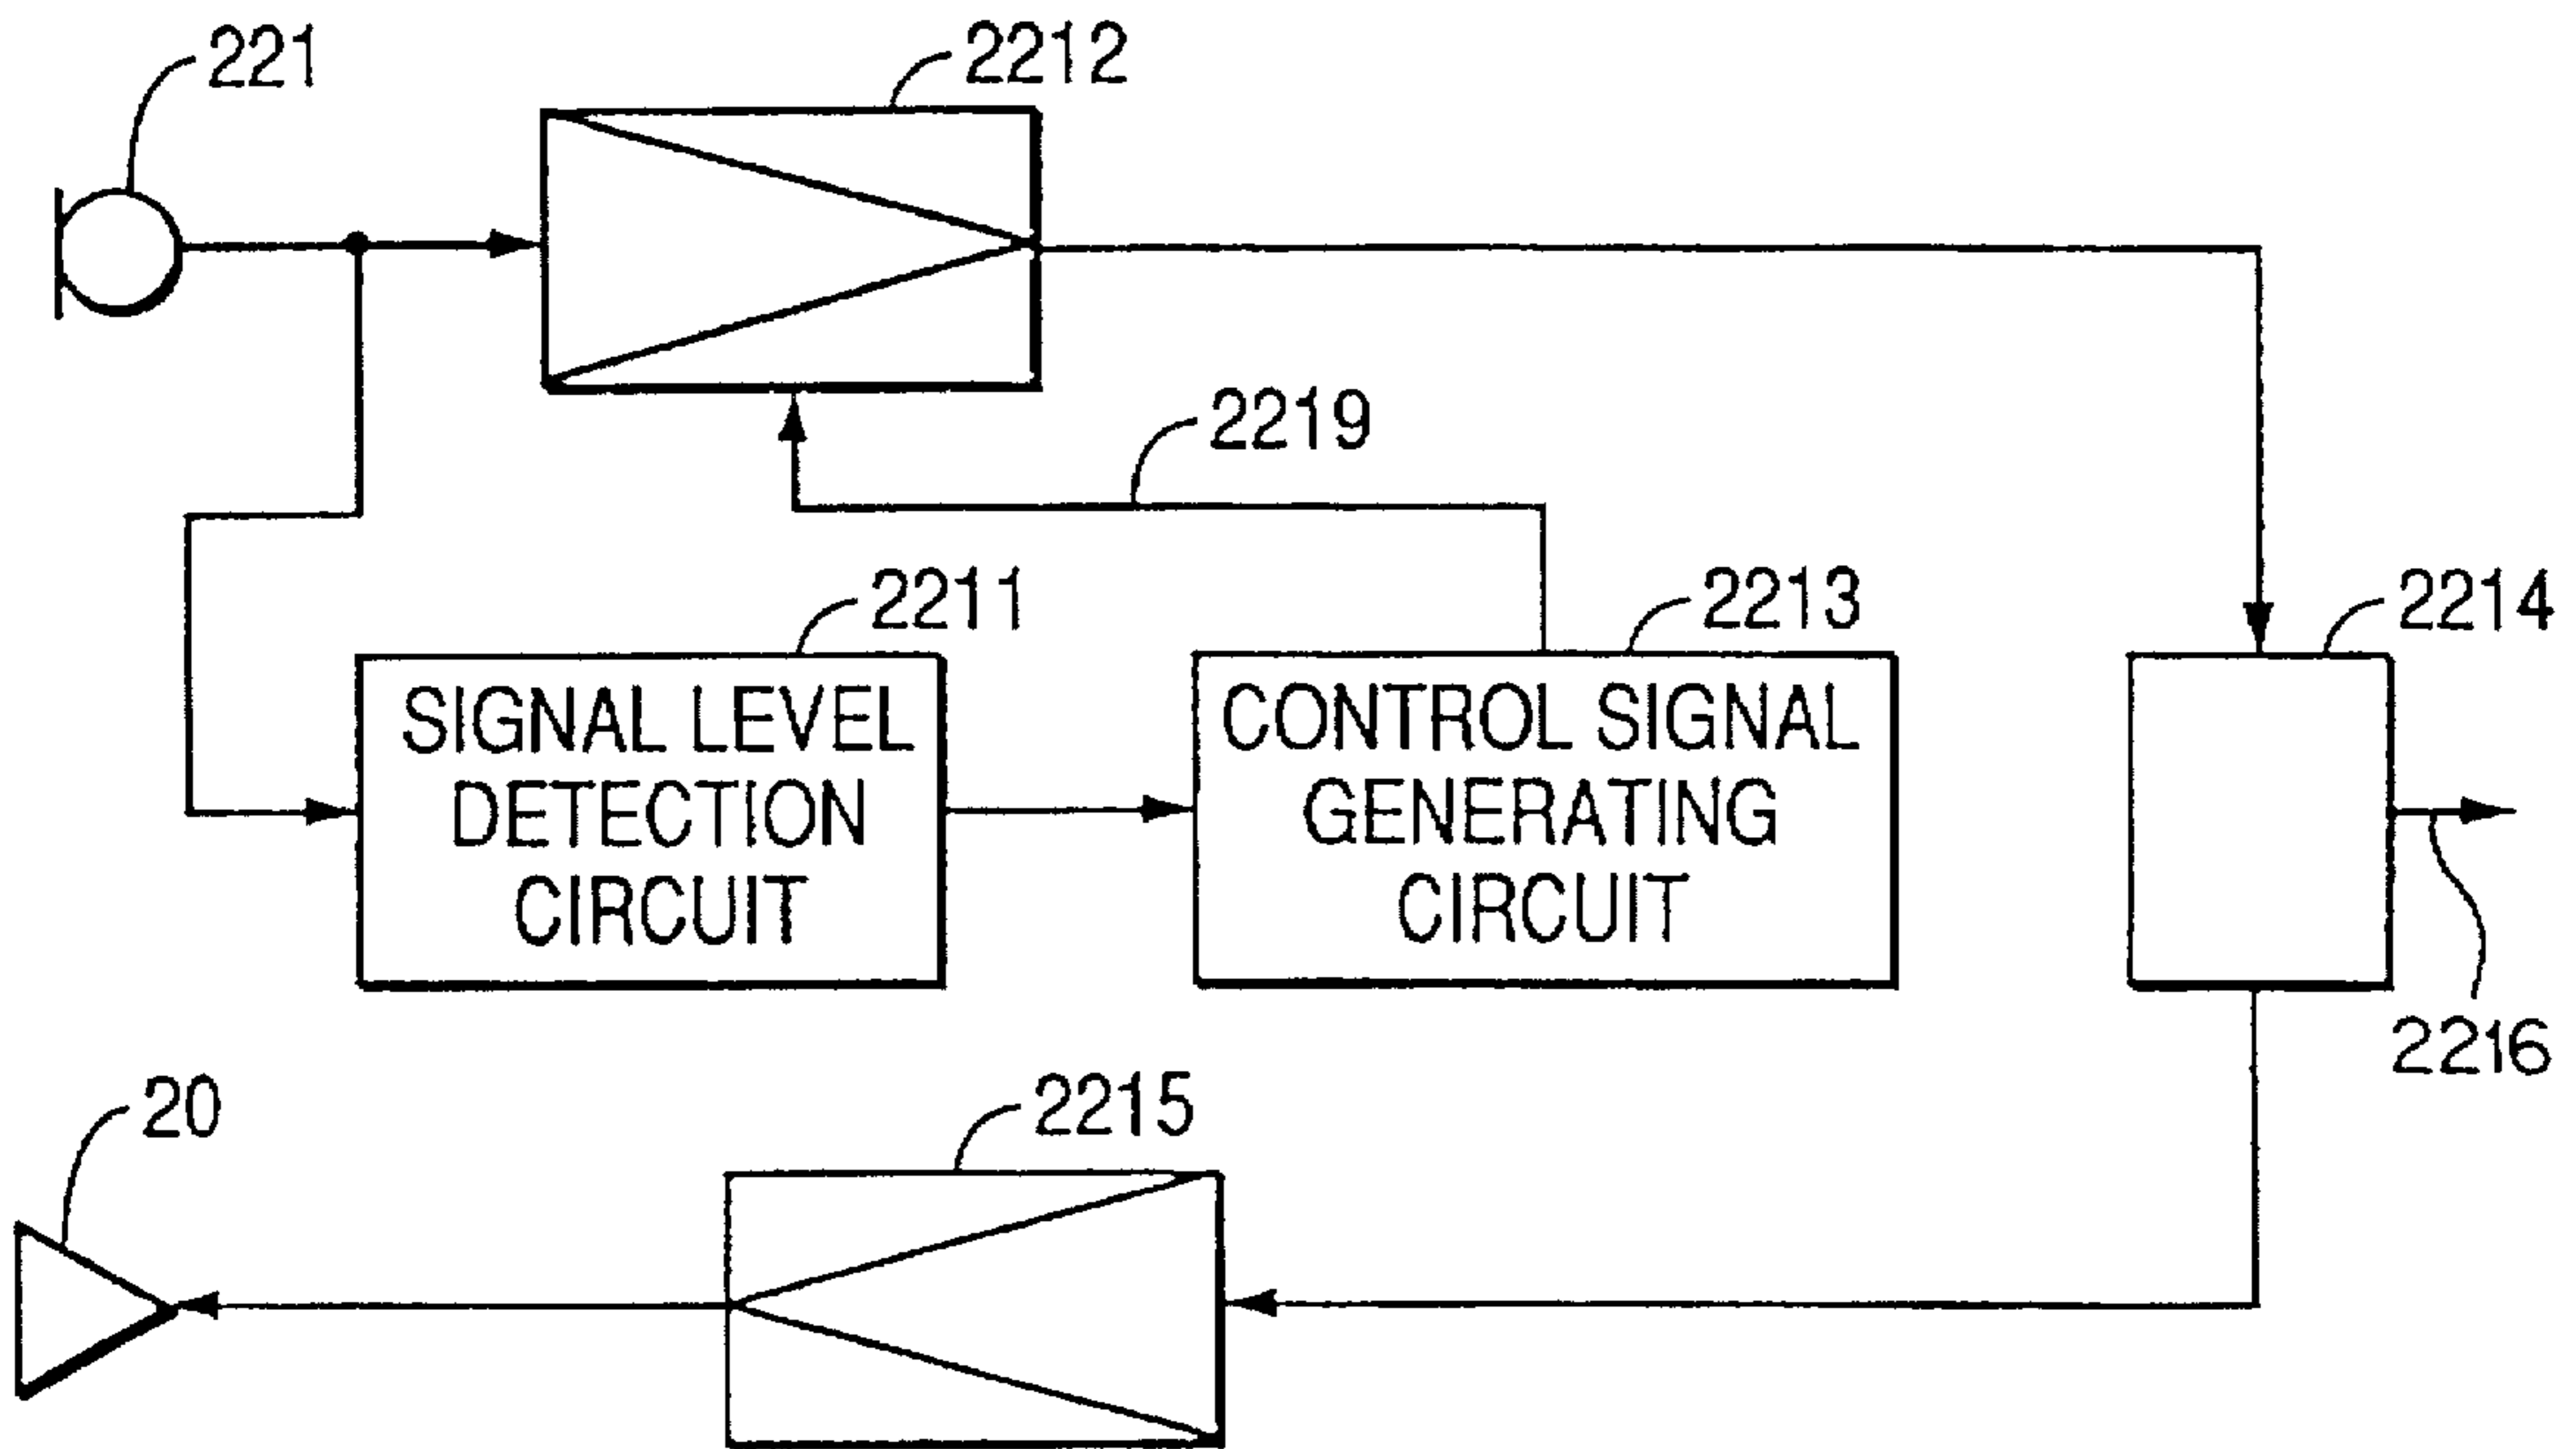 221
2212
2219
2211
2213
2214
SIGNAL LEVEL
DETECTION
CIRCUIT
CONTROL SIGNAL
GENERATING
CIRCUIT
2216
20
2215